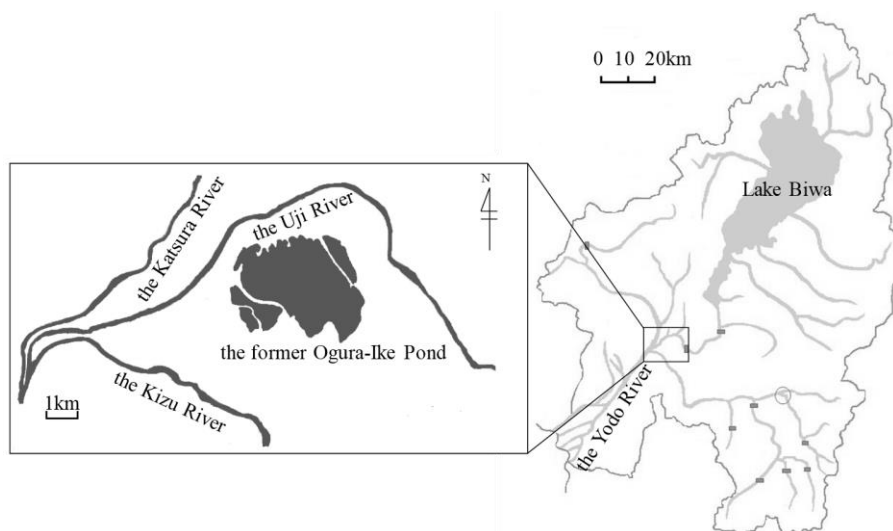 0 10 20km
Lake Biwa
N
the Katsura River
the Uji River
the former Ogura-Ike Pond
the Kizu River
1km
the Yodo River